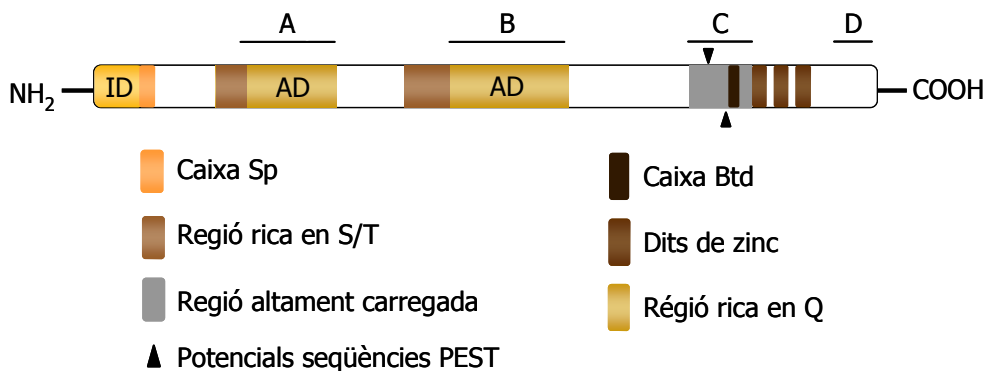 A B C D
NH2 ID AD AD COOH
Caixa Sp
Regió rica en S/T
Regió altament carregada
Potencials seqüències PEST
Caixa Btd
Dits de zinc
Régió rica en Q